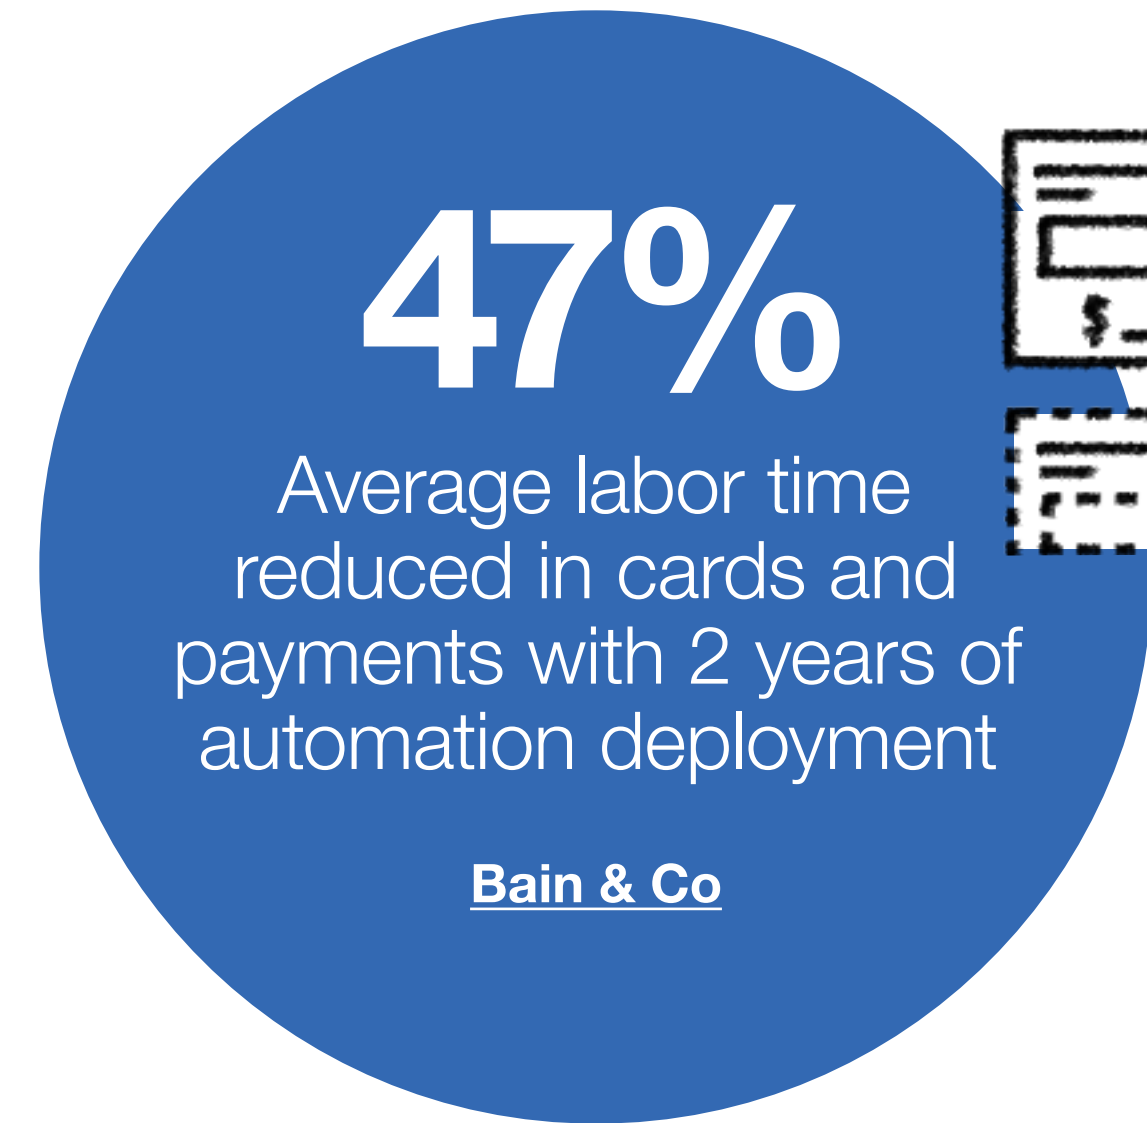 47%
Average labor time
reduced in cards and
payments with 2 years of
automation deployment
Bain & Co
$